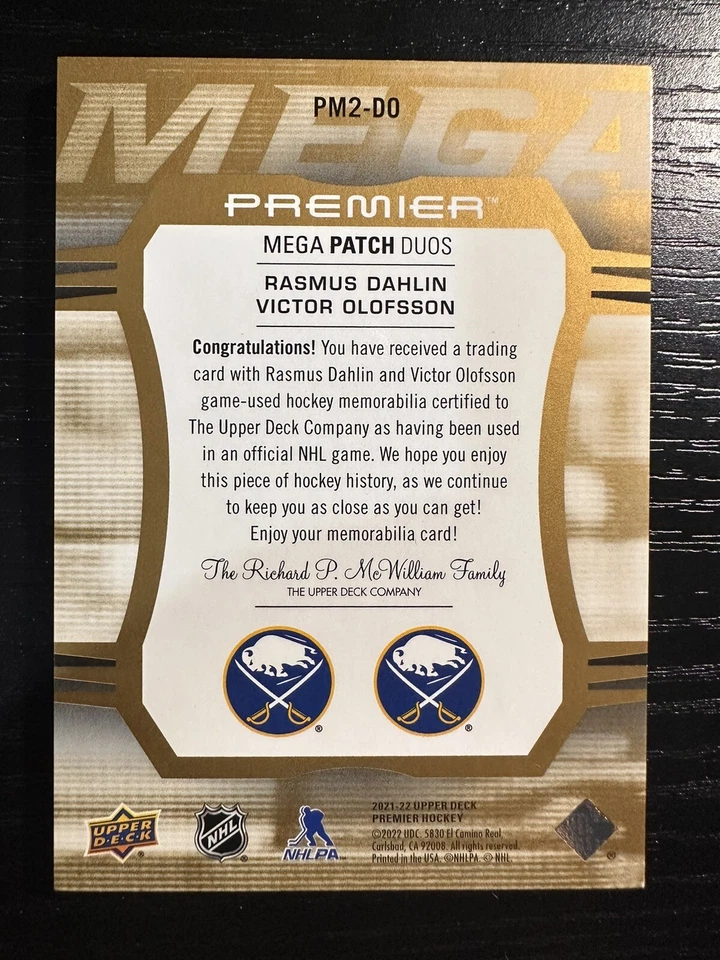 MEGA
PM2-DO
PREMIER™
MEGA PATCH DUOS
RASMUS DAHLIN
VICTOR OLOFSSON
Congratulations! You have received a trading
card with Rasmus Dahlin and Victor Olofsson
game-used hockey memorabilia certified to
The Upper Deck Company as having been used
in an official NHL game. We hope you enjoy
this piece of hockey history, as we continue
to keep you as close as you can get!
Enjoy your memorabilia card!
The Richard P. McWilliam Family
THE UPPER DECK COMPANY
® ®
UPPER
DECK
®
NHL
®
NHLPA
2021-22 UPPER DECK
PREMIER HOCKEY
©2022 UDC. 5830 El Camino Real,
Carlsbad, CA 92008. All rights reserved.
Printed in the USA. ©NHLPA. © NHL.
®